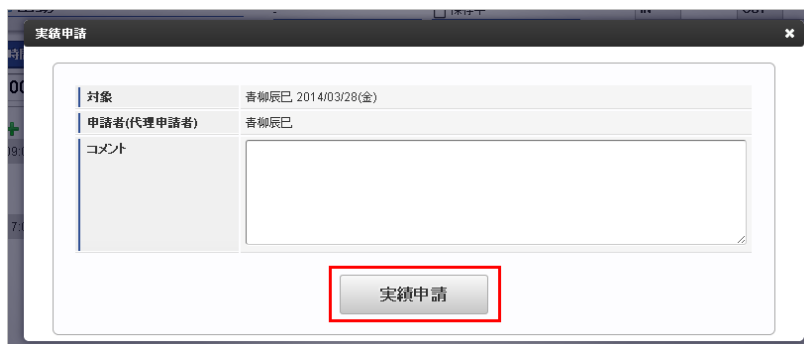 実績申請
対象
青柳辰巳 2014/03/28(金)
申請者(代理申請者)
青柳辰巳
コメント
実績申請